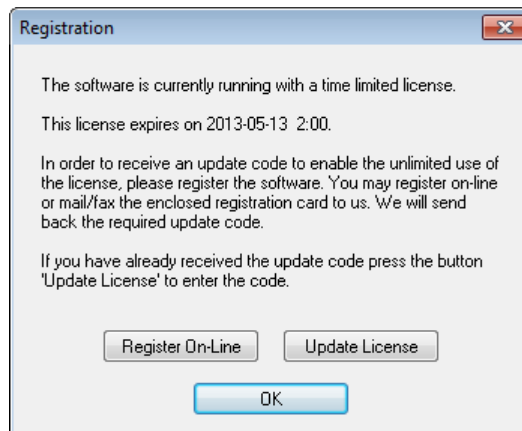 Registration
The software is currently running with a time limited license.
This license expires on 2013-05-13  2:00.
In order to receive an update code to enable the unlimited use of
the license, please register the software. You may register on-line
or mail/fax the enclosed registration card to us. We will send
back the required update code.
If you have already received the update code press the button
'Update License' to enter the code.
Register On-Line
Update License
OK